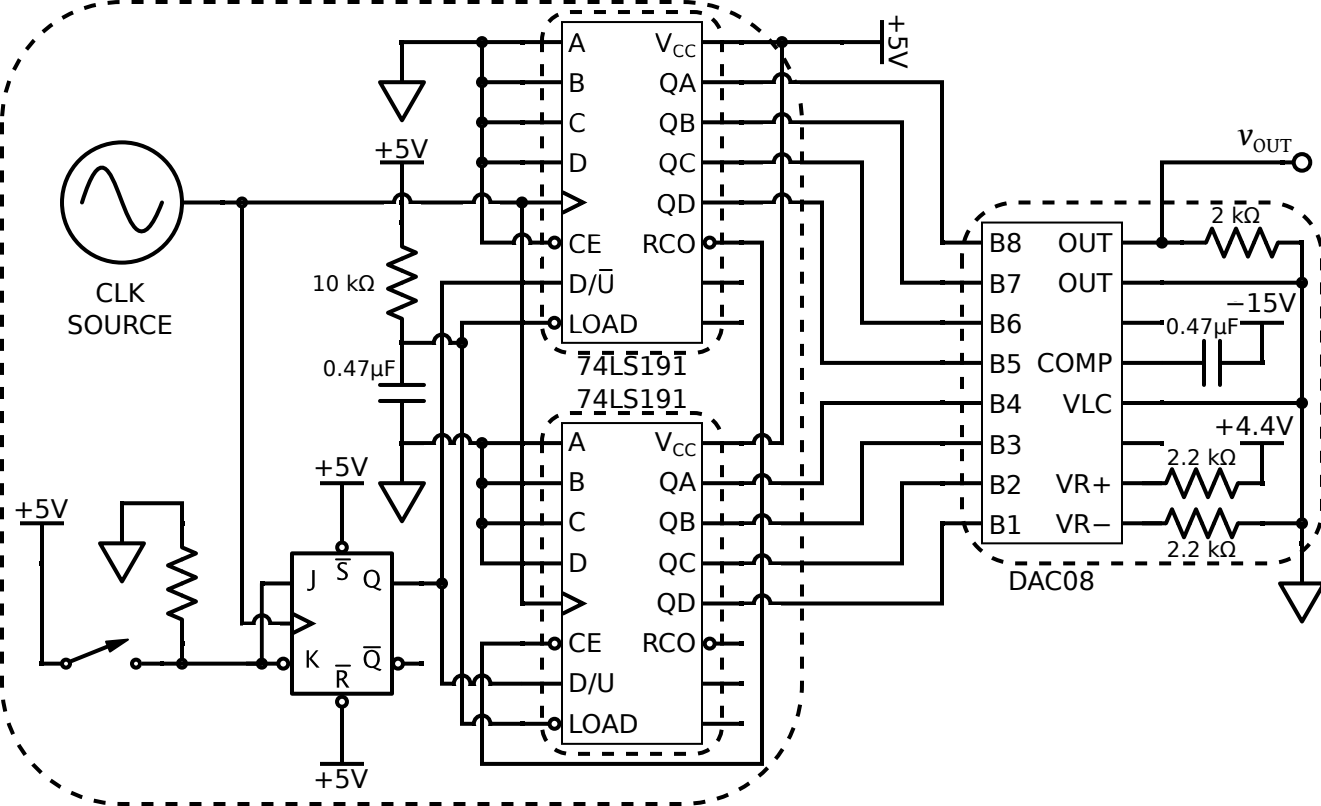 CLK
SOURCE
+5V
10 kΩ
0.47µF
+5V
+5V
J
S̅
Q
K
R̅
Q̅
+5V
A
B
C
D
CE
D/U̅
LOAD
VCC
QA
QB
QC
QD
RCO
74LS191
+5V
74LS191
A
B
C
D
CE
D/U
LOAD
VCC
QA
QB
QC
QD
RCO
B8
B7
B6
B5
B4
B3
B2
B1
OUT
OUT
COMP
VLC
VR+
VR−
DAC08
vOUT
2 kΩ
−15V
0.47µF
+4.4V
2.2 kΩ
2.2 kΩ